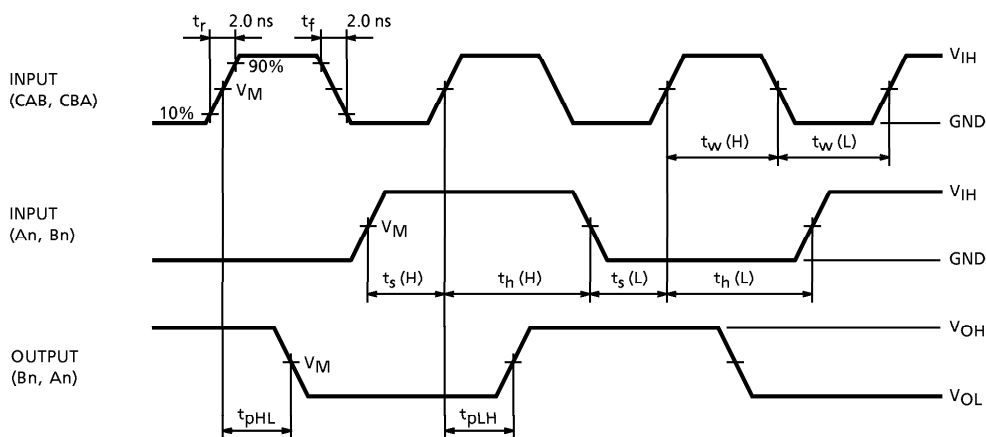 tr 2.0 ns tf 2.0 ns
INPUT
(CAB, CBA)
10%
90%
VM
VIH
GND
tw (H) tw (L)
INPUT
(An, Bn)
VM
VIH
GND
ts (H) th (H) ts (L) th (L)
OUTPUT
(Bn, An)
VM
VOH
VOL
tpHL tpLH